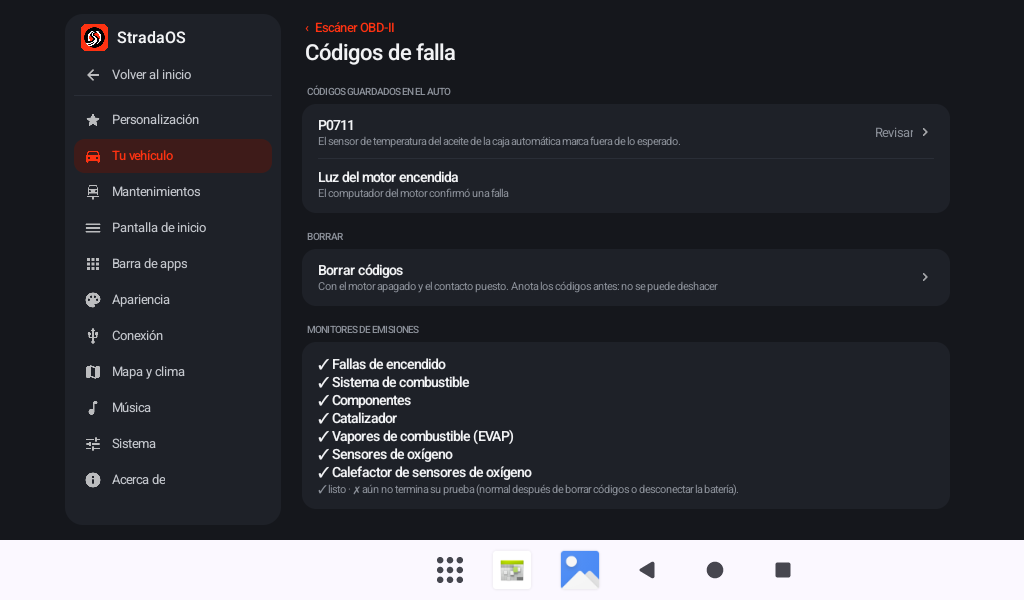 StradaOS
Volver al inicio
Personalización
Tu vehículo
Mantenimientos
Pantalla de inicio
Barra de apps
Apariencia
Conexión
Mapa y clima
Música
Sistema
Acerca de
‹ Escáner OBD-II
Códigos de falla
CÓDIGOS GUARDADOS EN EL AUTO
P0711
El sensor de temperatura del aceite de la caja automática marca fuera de lo esperado.
Revisar
Luz del motor encendida
El computador del motor confirmó una falla
BORRAR
Borrar códigos
Con el motor apagado y el contacto puesto. Anota los códigos antes: no se puede deshacer
MONITORES DE EMISIONES
✓ Fallas de encendido
✓ Sistema de combustible
✓ Componentes
✓ Catalizador
✓ Vapores de combustible (EVAP)
✓ Sensores de oxígeno
✓ Calefactor de sensores de oxígeno
✓ listo · ✗ aún no termina su prueba (normal después de borrar códigos o desconectar la batería).